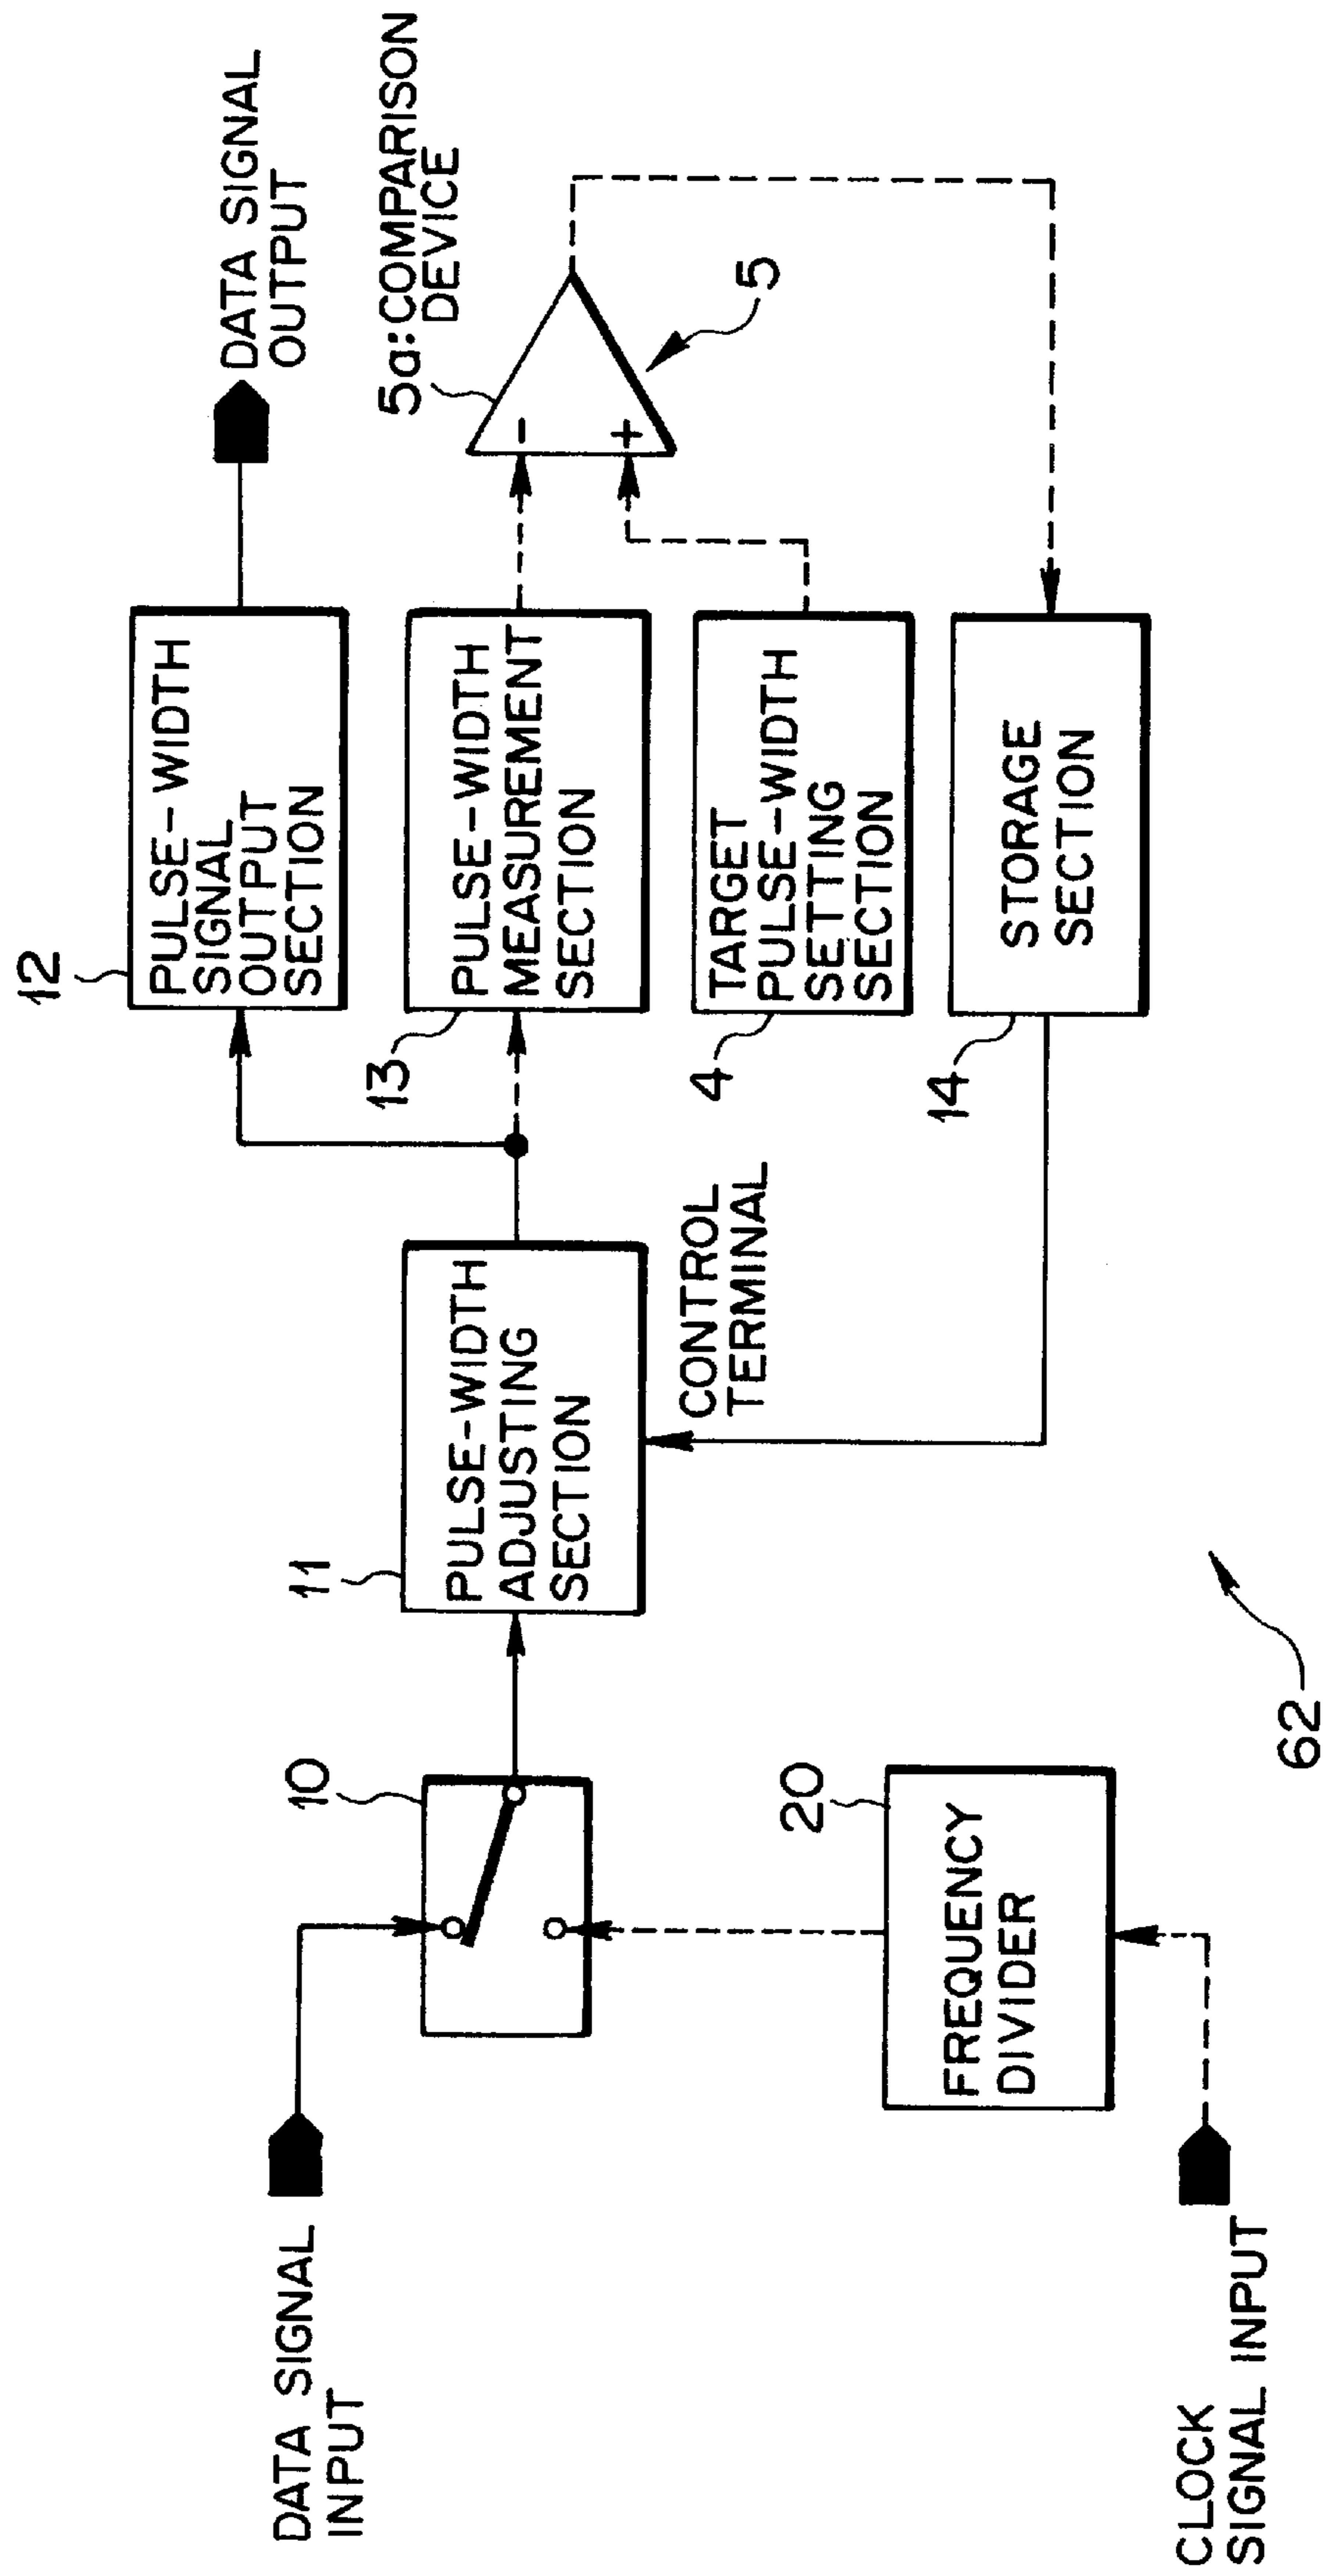 DATA SIGNAL
INPUT
CLOCK
SIGNAL INPUT
10
20
FREQUENCY
DIVIDER
62
11
PULSE-WIDTH
ADJUSTING
SECTION
CONTROL
TERMINAL
12
PULSE-WIDTH
SIGNAL
OUTPUT
SECTION
13
PULSE-WIDTH
MEASUREMENT
SECTION
4
TARGET
PULSE-WIDTH
SETTING
SECTION
14
STORAGE
SECTION
DATA SIGNAL
OUTPUT
5a: COMPARISON
DEVICE
-
+
5